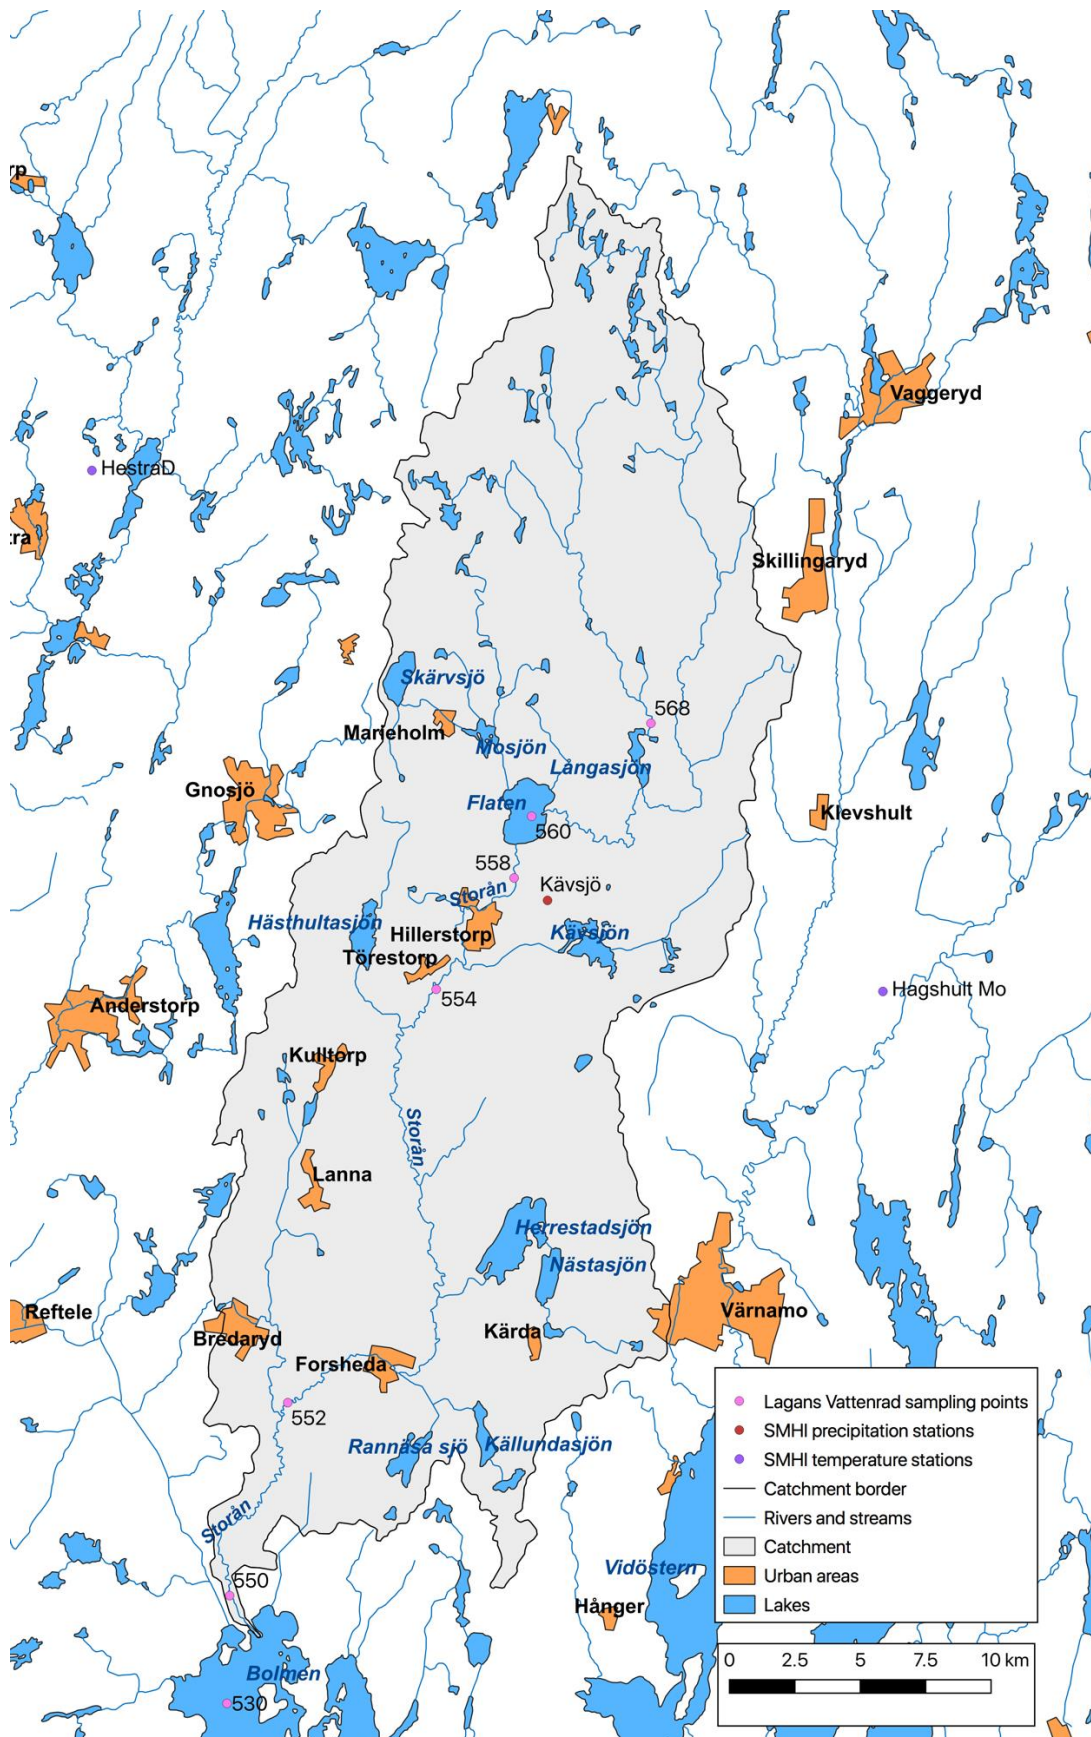 rp
Vaggeryd
HestraD
tra
Skillingaryd
Skärvsjö
568
Marieholm
Mosjön
Långasjön
Gnosjö
Flaten
Klevshult
560
558
Kävsjö
Storån
Hästhultasjön
Hillerstorp
Kävsjön
Törestorp
554
Hagshult Mo
Anderstorp
Kulltorp
Storån
Lanna
Herrestadsjön
Nästasjön
Reftele
Bredaryd
Kärda
Värnamo
Forsheda
552
Rannäsa sjö
Källundasjön
Storån
550
Vidöstern
Hånger
Bolmen
530
Lagans Vattenrad sampling points
SMHI precipitation stations
SMHI temperature stations
Catchment border
Rivers and streams
Catchment
Urban areas
Lakes
0 2.5 5 7.5 10 km